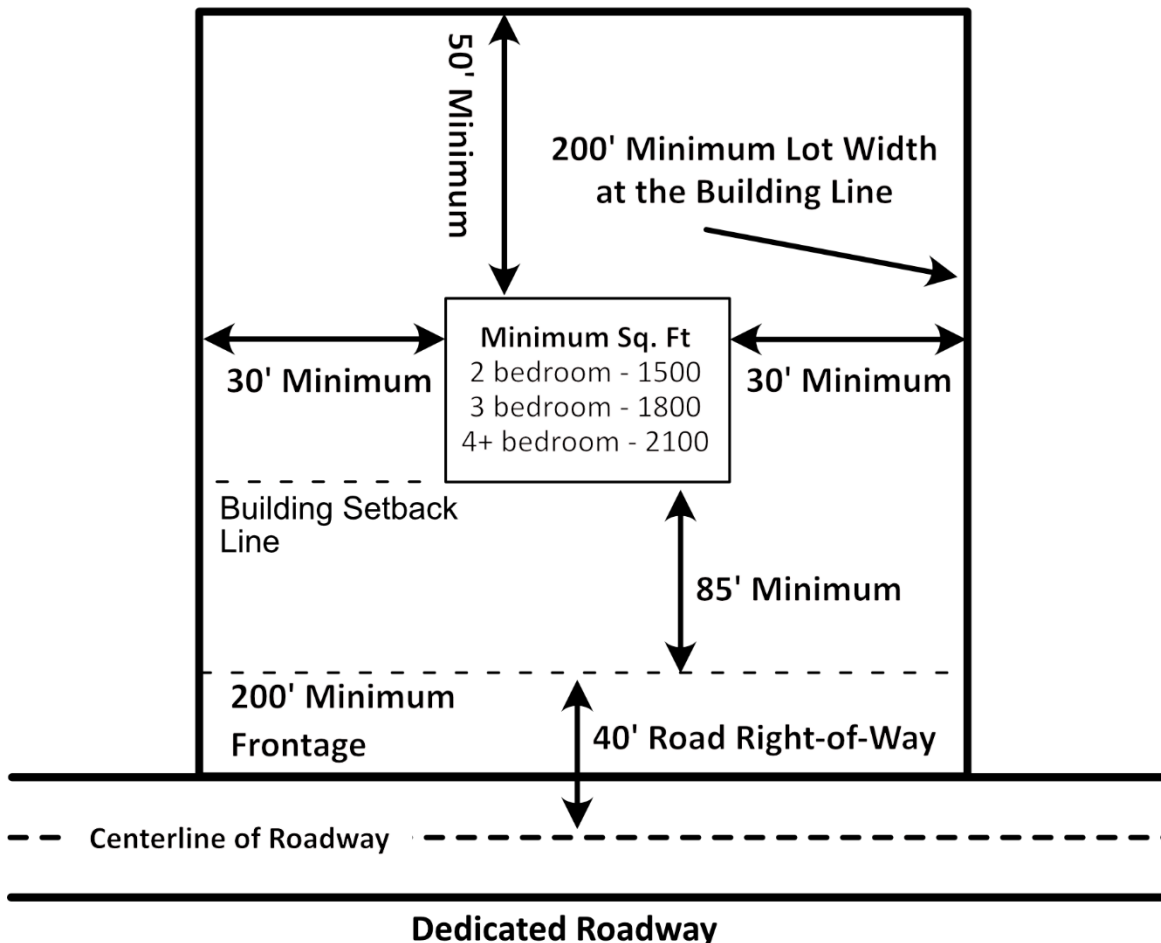 50' Minimum
200' Minimum Lot Width
at the Building Line
Minimum Sq. Ft
2 bedroom - 1500
3 bedroom - 1800
4+ bedroom - 2100
30' Minimum
30' Minimum
Building Setback
Line
85' Minimum
200' Minimum
Frontage
40' Road Right-of-Way
Centerline of Roadway
Dedicated Roadway